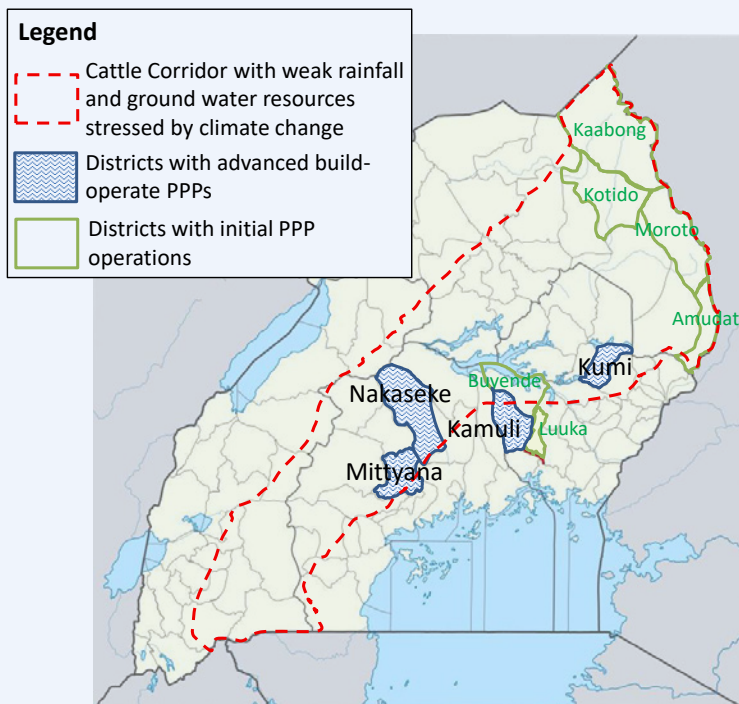 Legend
Cattle Corridor with weak rainfall
and ground water resources
stressed by climate change
Districts with advanced build-
operate PPPs
Districts with initial PPP
operations
Kaabong
Kotido
Moroto
Amudat
Kumi
Buyende
Nakaseke
Kamuli
Luuka
Mittyana